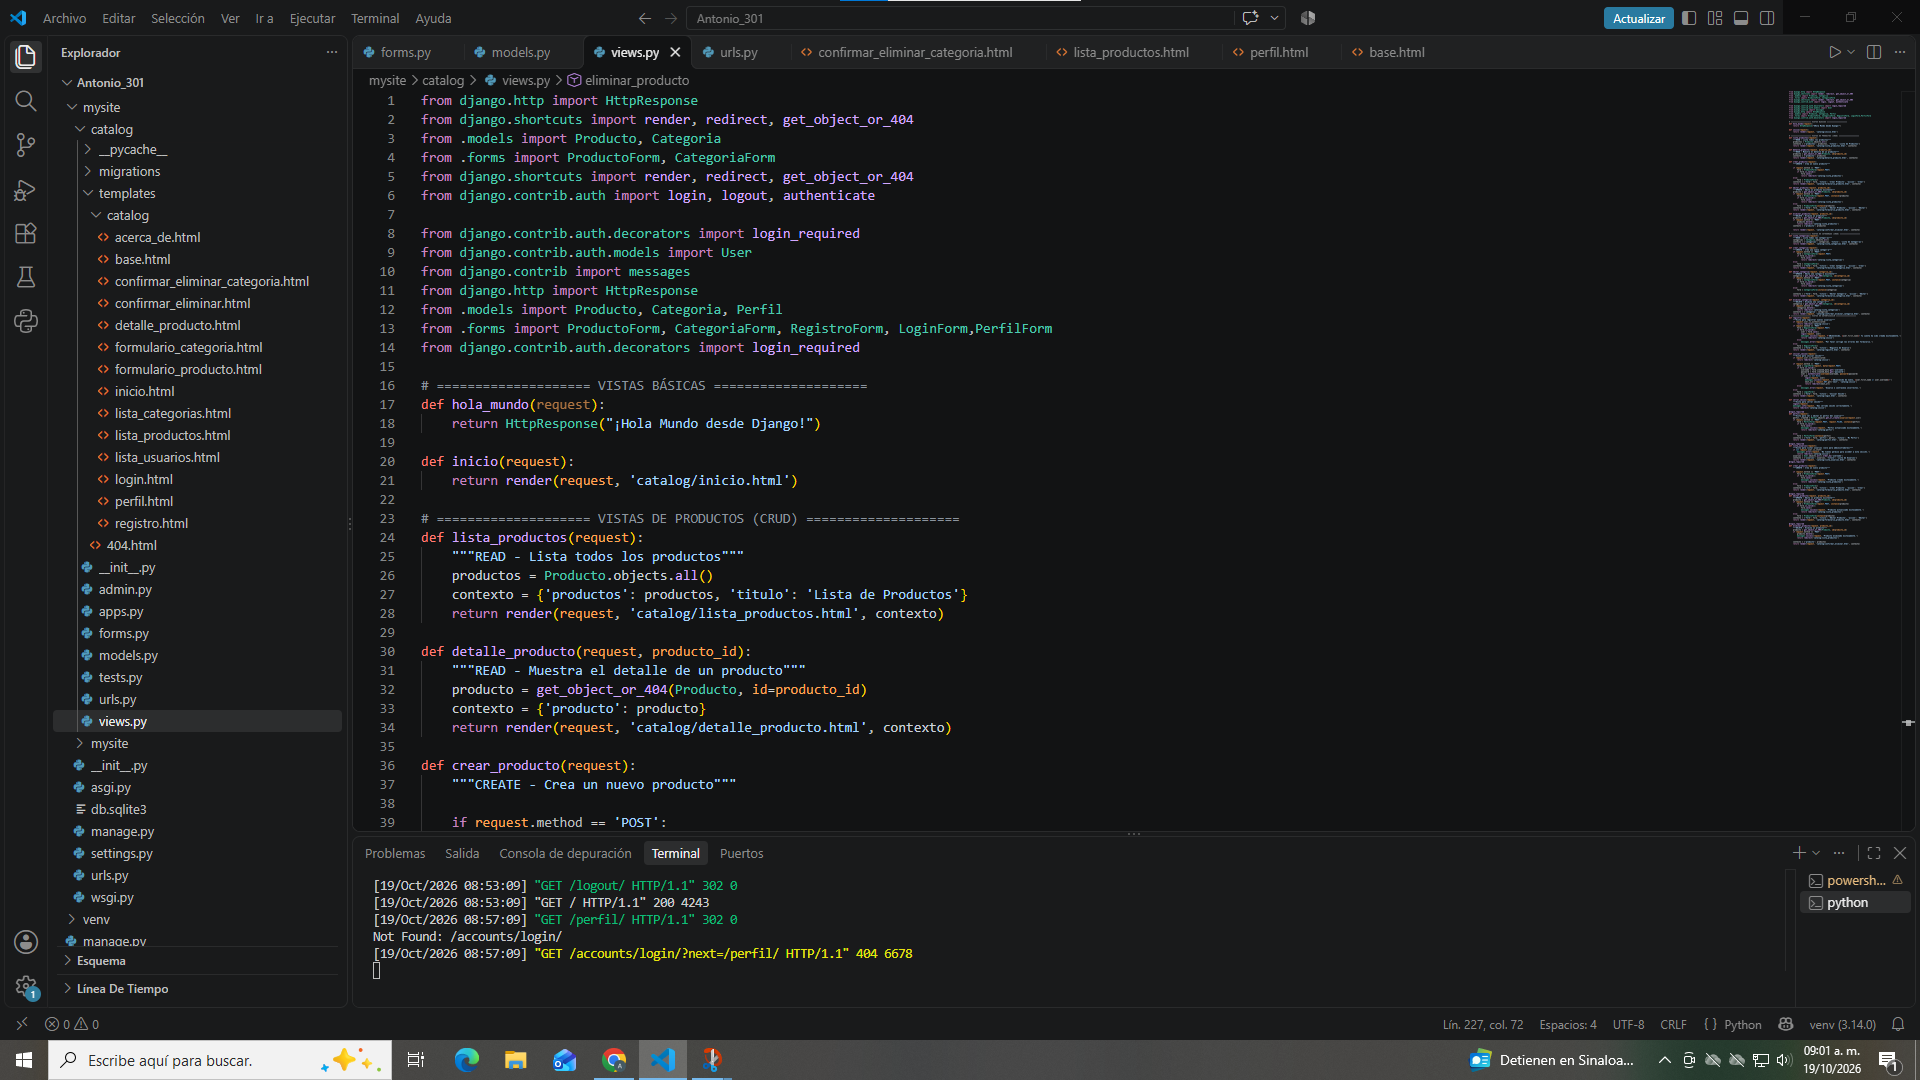 Archivo Editar Selección Ver Ir a Ejecutar Terminal Ayuda
Antonio_301
Actualizar
Explorador
Antonio_301
mysite
catalog
__pycache__
migrations
templates
catalog
acerca_de.html
base.html
confirmar_eliminar_categoria.html
confirmar_eliminar.html
detalle_producto.html
formulario_categoria.html
formulario_producto.html
inicio.html
lista_categorias.html
lista_productos.html
lista_usuarios.html
login.html
perfil.html
registro.html
404.html
__init__.py
admin.py
apps.py
forms.py
models.py
tests.py
urls.py
views.py
mysite
__init__.py
asgi.py
db.sqlite3
manage.py
settings.py
urls.py
wsgi.py
venv
manage.py
Esquema
Línea De Tiempo
forms.py models.py views.py urls.py confirmar_eliminar_categoria.html lista_productos.html perfil.html base.html
mysite > catalog > views.py > eliminar_producto
1 from django.http import HttpResponse
2 from django.shortcuts import render, redirect, get_object_or_404
3 from .models import Producto, Categoria
4 from .forms import ProductoForm, CategoriaForm
5 from django.shortcuts import render, redirect, get_object_or_404
6 from django.contrib.auth import login, logout, authenticate
7
8 from django.contrib.auth.decorators import login_required
9 from django.contrib.auth.models import User
10 from django.contrib import messages
11 from django.http import HttpResponse
12 from .models import Producto, Categoria, Perfil
13 from .forms import ProductoForm, CategoriaForm, RegistroForm, LoginForm,PerfilForm
14 from django.contrib.auth.decorators import login_required
15
16 # ==================== VISTAS BÁSICAS ====================
17 def hola_mundo(request):
18     return HttpResponse("¡Hola Mundo desde Django!")
19
20 def inicio(request):
21     return render(request, 'catalog/inicio.html')
22
23 # ==================== VISTAS DE PRODUCTOS (CRUD) ====================
24 def lista_productos(request):
25     """READ - Lista todos los productos"""
26     productos = Producto.objects.all()
27     contexto = {'productos': productos, 'titulo': 'Lista de Productos'}
28     return render(request, 'catalog/lista_productos.html', contexto)
29
30 def detalle_producto(request, producto_id):
31     """READ - Muestra el detalle de un producto"""
32     producto = get_object_or_404(Producto, id=producto_id)
33     contexto = {'producto': producto}
34     return render(request, 'catalog/detalle_producto.html', contexto)
35
36 def crear_producto(request):
37     """CREATE - Crea un nuevo producto"""
38
39     if request.method == 'POST':
Problemas Salida Consola de depuración Terminal Puertos
[19/Oct/2026 08:53:09] "GET /logout/ HTTP/1.1" 302 0
[19/Oct/2026 08:53:09] "GET / HTTP/1.1" 200 4243
[19/Oct/2026 08:57:09] "GET /perfil/ HTTP/1.1" 302 0
Not Found: /accounts/login/
[19/Oct/2026 08:57:09] "GET /accounts/login/?next=/perfil/ HTTP/1.1" 404 6678
powersh...
python
1
0 0
Lín. 227, col. 72 Espacios: 4 UTF-8 CRLF { } Python venv (3.14.0)
Escribe aquí para buscar.
Detienen en Sinaloa...
09:01 a. m.
19/10/2026
1